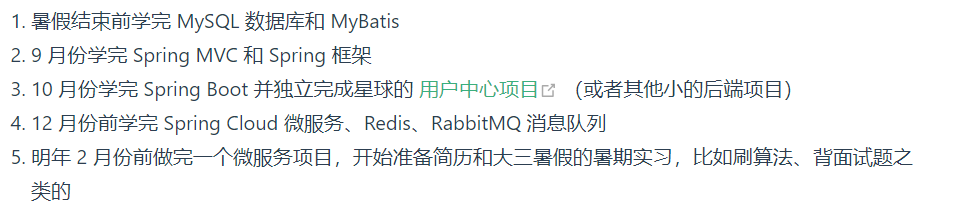 1. 暑假结束前学完 MySQL 数据库和 MyBatis
2. 9 月份学完 Spring MVC 和 Spring 框架
3. 10 月份学完 Spring Boot 并独立完成星球的 用户中心项目 （或者其他小的后端项目）
4. 12 月份前学完 Spring Cloud 微服务、Redis、RabbitMQ 消息队列
5. 明年 2 月份前做完一个微服务项目，开始准备简历和大三暑假的暑期实习，比如刷算法、背面试题之
类的